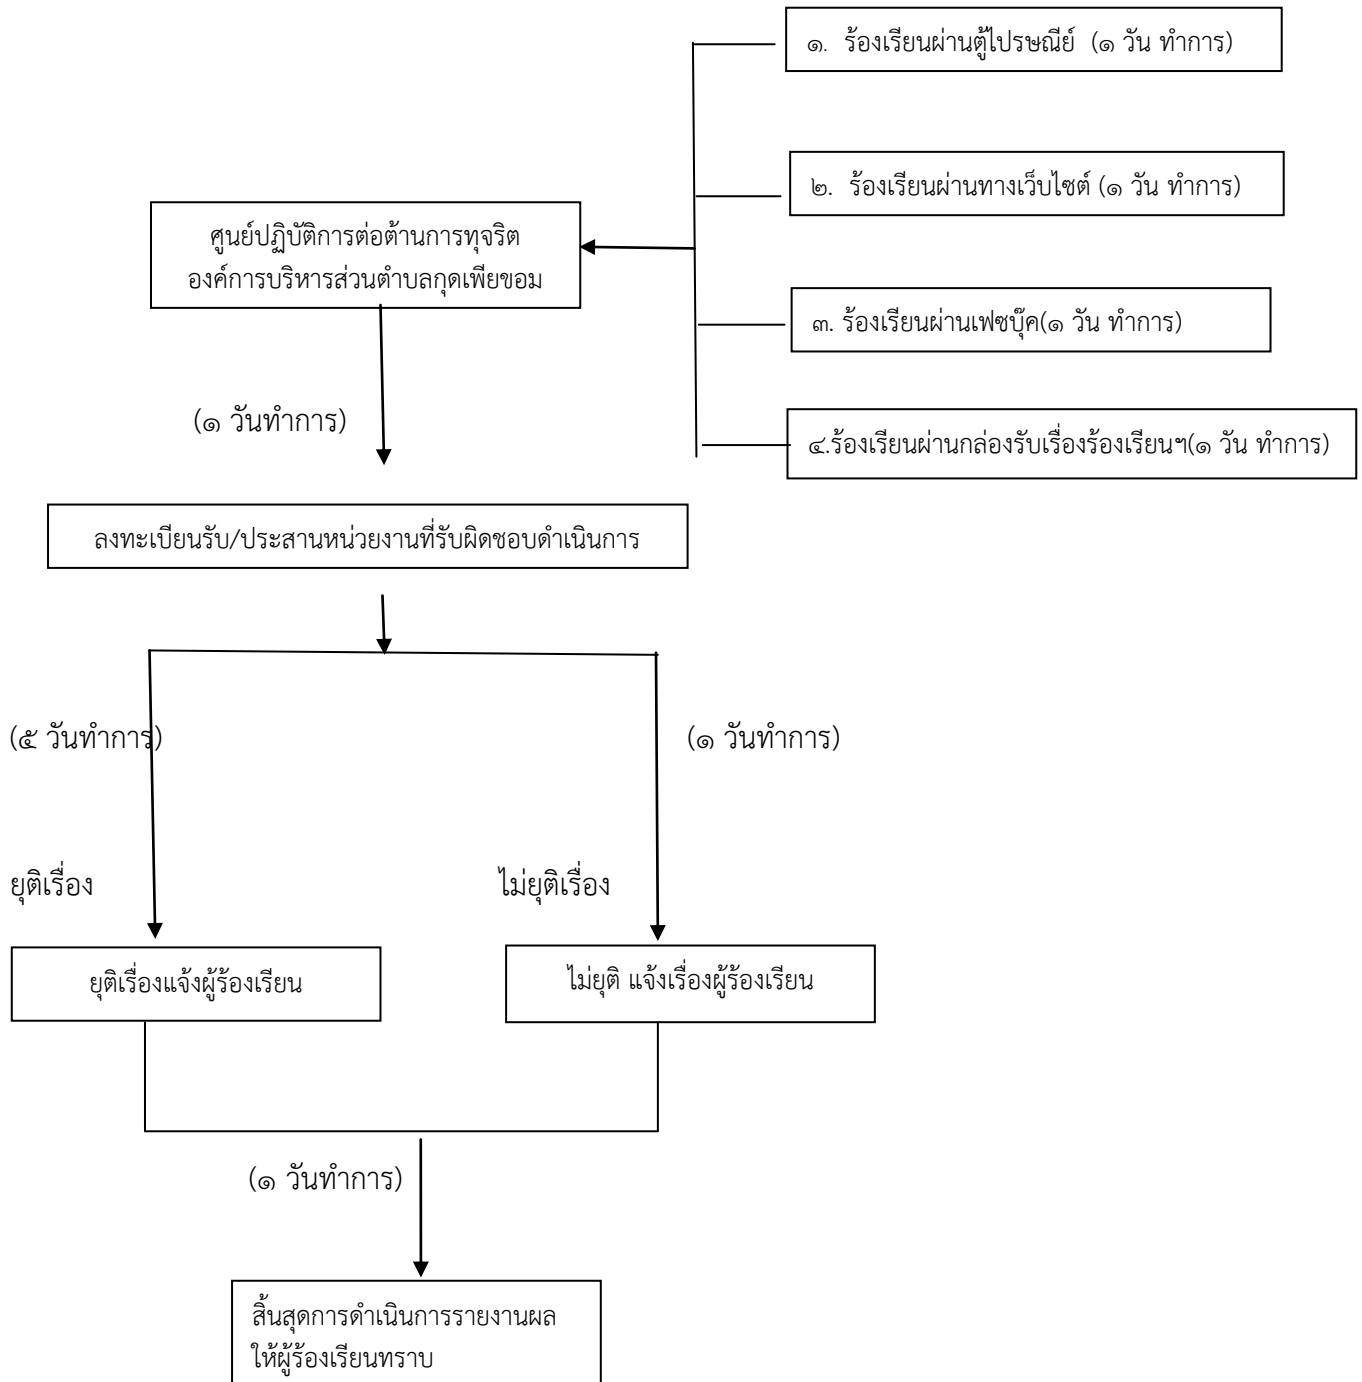 ๑. ร้องเรียนผ่านตู้ไปรษณีย์ (๑ วัน ทำการ)
๒. ร้องเรียนผ่านทางเว็บไซต์ (๑ วัน ทำการ)
ศูนย์ปฏิบัติการต่อต้านการทุจริต
องค์การบริหารส่วนตำบลกุดเพียขอม
๓. ร้องเรียนผ่านเฟซบุ๊ค(๑ วัน ทำการ)
(๑ วันทำการ)
๔.ร้องเรียนผ่านกล่องรับเรื่องร้องเรียนฯ(๑ วัน ทำการ)
ลงทะเบียนรับ/ประสานหน่วยงานที่รับผิดชอบดำเนินการ
(๕ วันทำการ)
(๑ วันทำการ)
ยุติเรื่อง
ไม่ยุติเรื่อง
ยุติเรื่องแจ้งผู้ร้องเรียน
ไม่ยุติ แจ้งเรื่องผู้ร้องเรียน
(๑ วันทำการ)
สิ้นสุดการดำเนินการรายงานผล
ให้ผู้ร้องเรียนทราบ